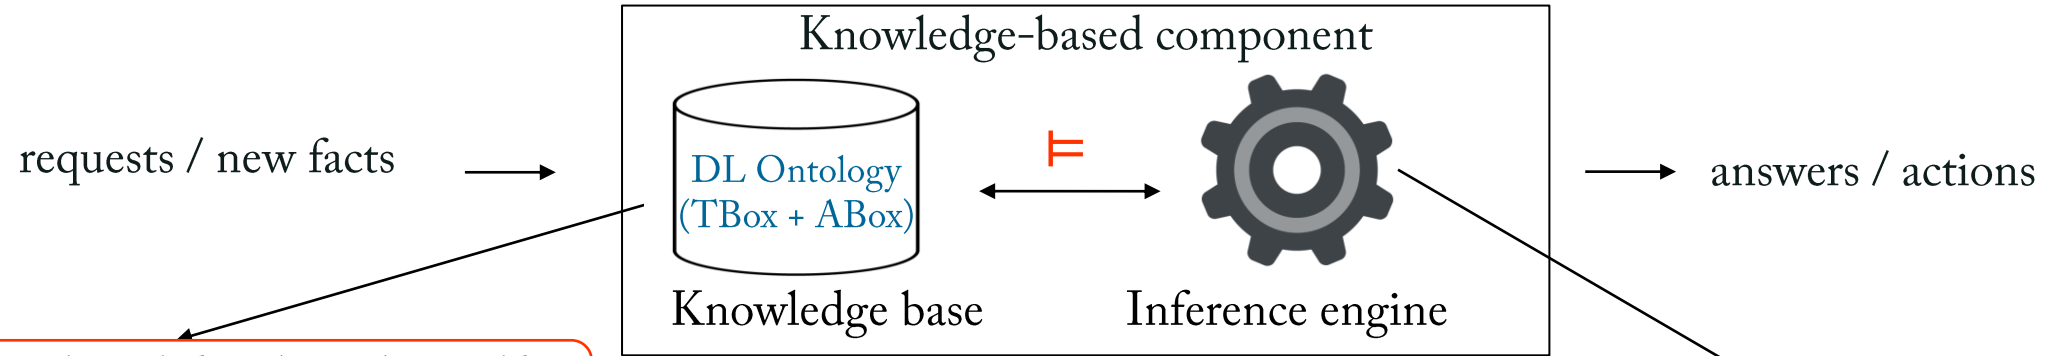 Knowledge-based component
requests / new facts
DL Ontology
(TBox + ABox)
⊨
answers / actions
Knowledge base
Inference engine